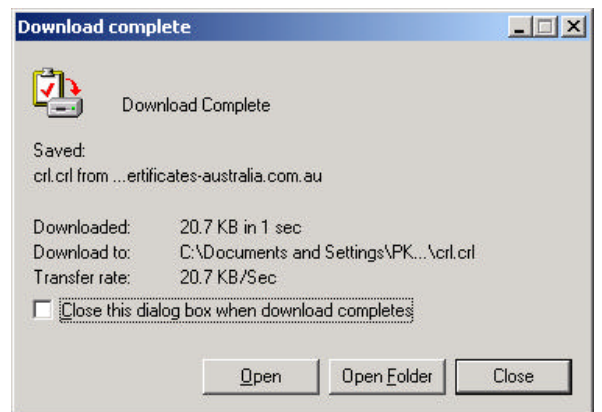 Download complete
Download Complete
Saved:
crl.crl from ...ertificates-australia.com.au
Downloaded: 20.7 KB in 1 sec
Download to: C:\Documents and Settings\PK...\crl.crl
Transfer rate: 20.7 KB/Sec
Close this dialog box when download completes
Open Open Folder Close